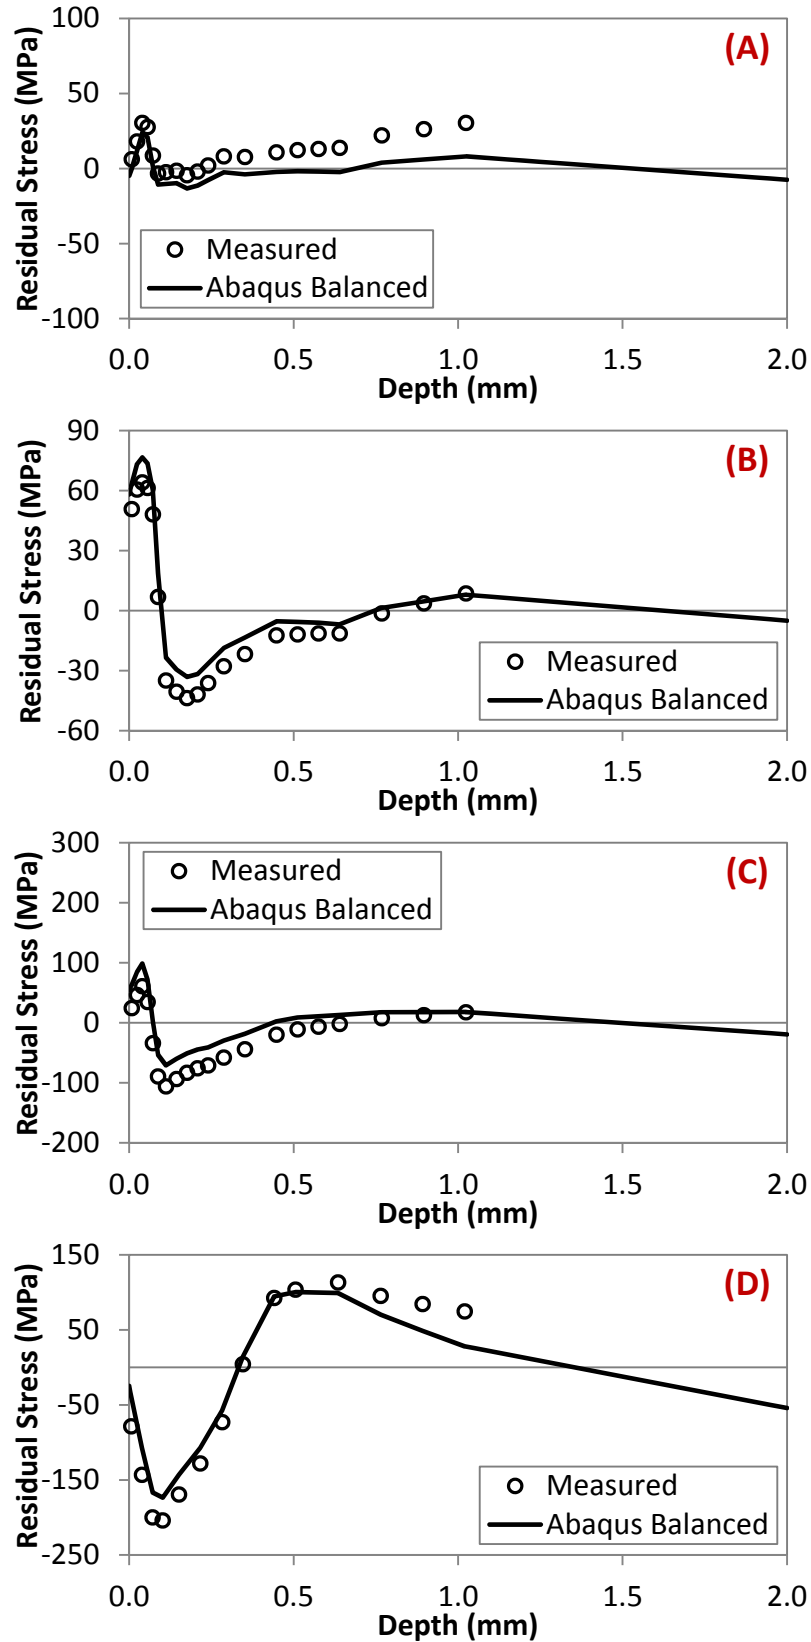 Residual Stress (MPa)
100
50
0
-50
-100
(A)
Measured
Abaqus Balanced
0.0 0.5 1.0 1.5 2.0
Depth (mm)
Residual Stress (MPa)
90
60
30
0
-30
-60
(B)
Measured
Abaqus Balanced
0.0 0.5 1.0 1.5 2.0
Depth (mm)
Residual Stress (MPa)
300
200
100
0
-100
-200
(C)
Measured
Abaqus Balanced
0.0 0.5 1.0 1.5 2.0
Depth (mm)
Residual Stress (MPa)
150
50
-50
-150
-250
(D)
Measured
Abaqus Balanced
0.0 0.5 1.0 1.5 2.0
Depth (mm)